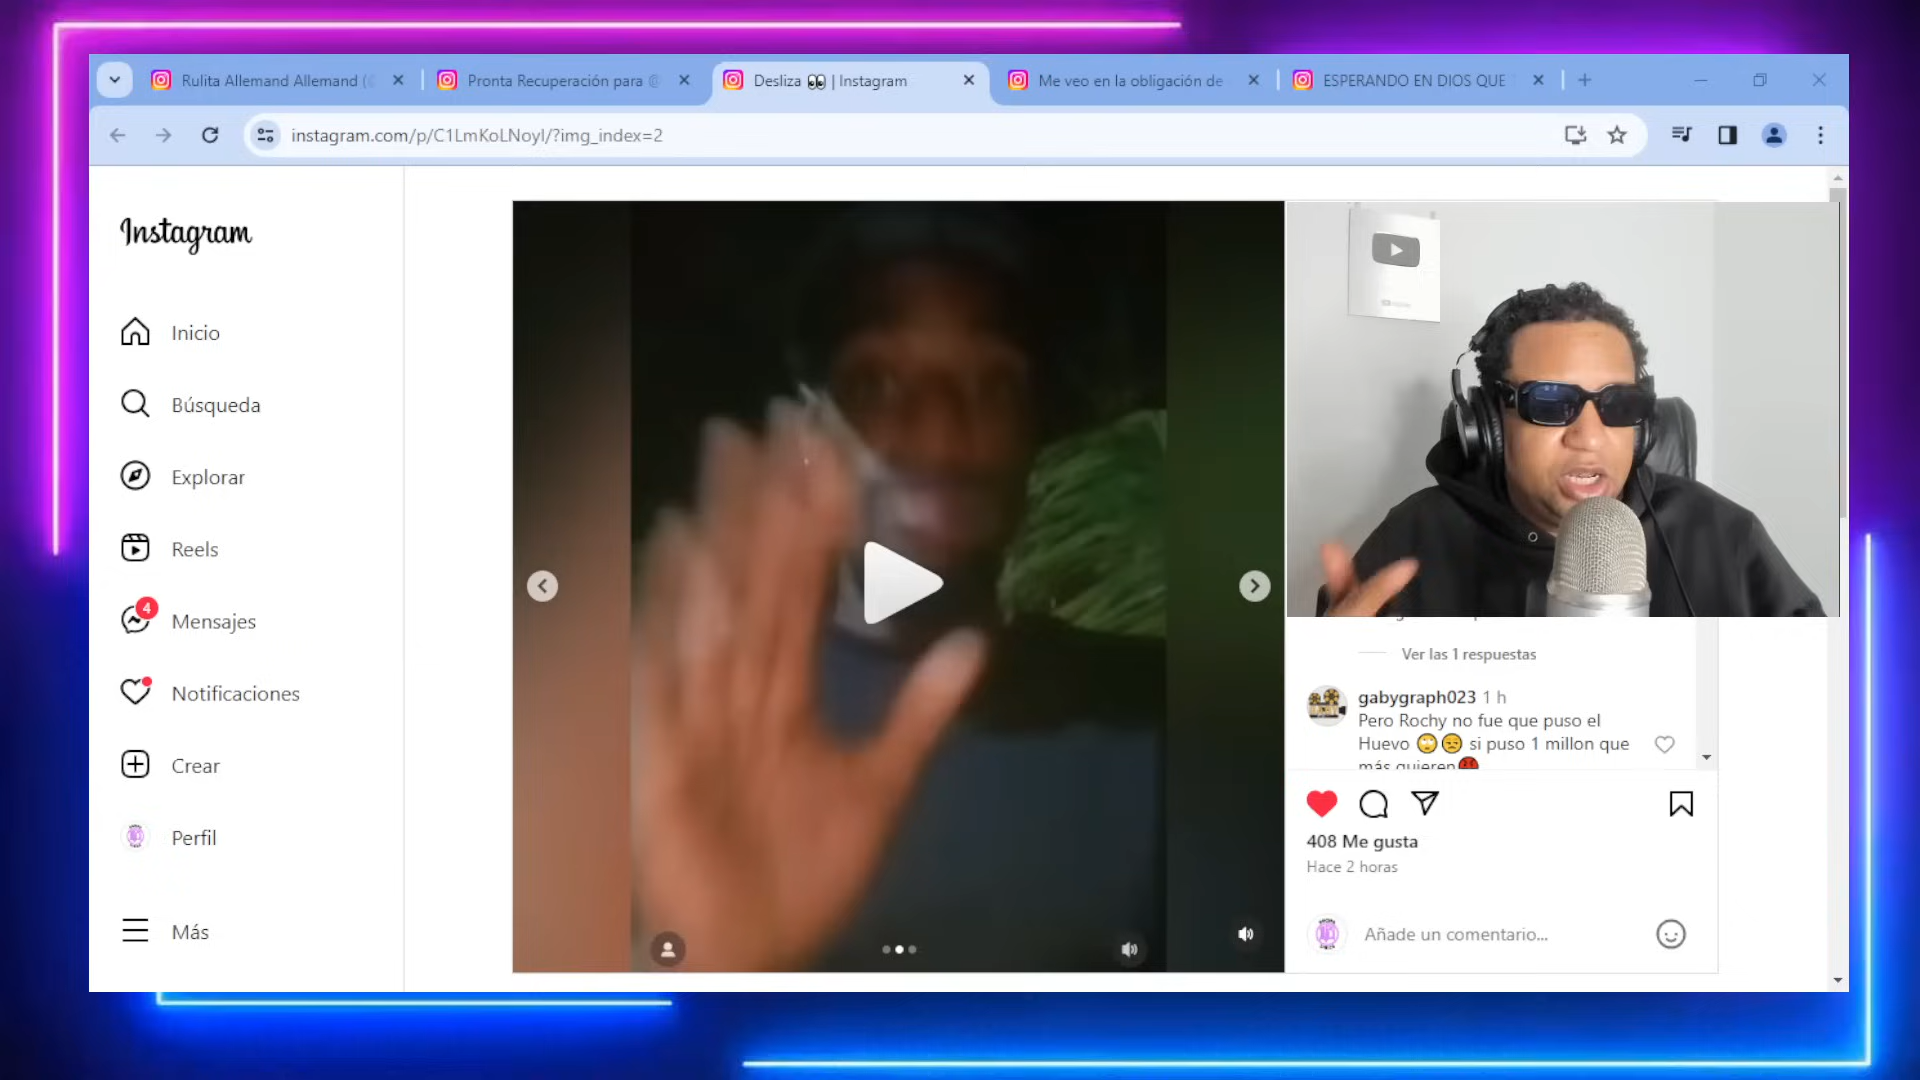 Rulita Allemand Allemand (
Pronta Recuperación para @
Desliza 👀 | Instagram
Me veo en la obligación de
ESPERANDO EN DIOS QUE
instagram.com/p/C1LmKoLNoyI/?img_index=2
Instagram
Inicio
Búsqueda
Explorar
Reels
4
Mensajes
Notificaciones
Crear
Perfil
Más
Ver las 1 respuestas
gabygraph023 1 h
Pero Rochy no fue que puso el
Huevo 🙄😒 si puso 1 millon que
más quieren🤬
408 Me gusta
Hace 2 horas
Añade un comentario...